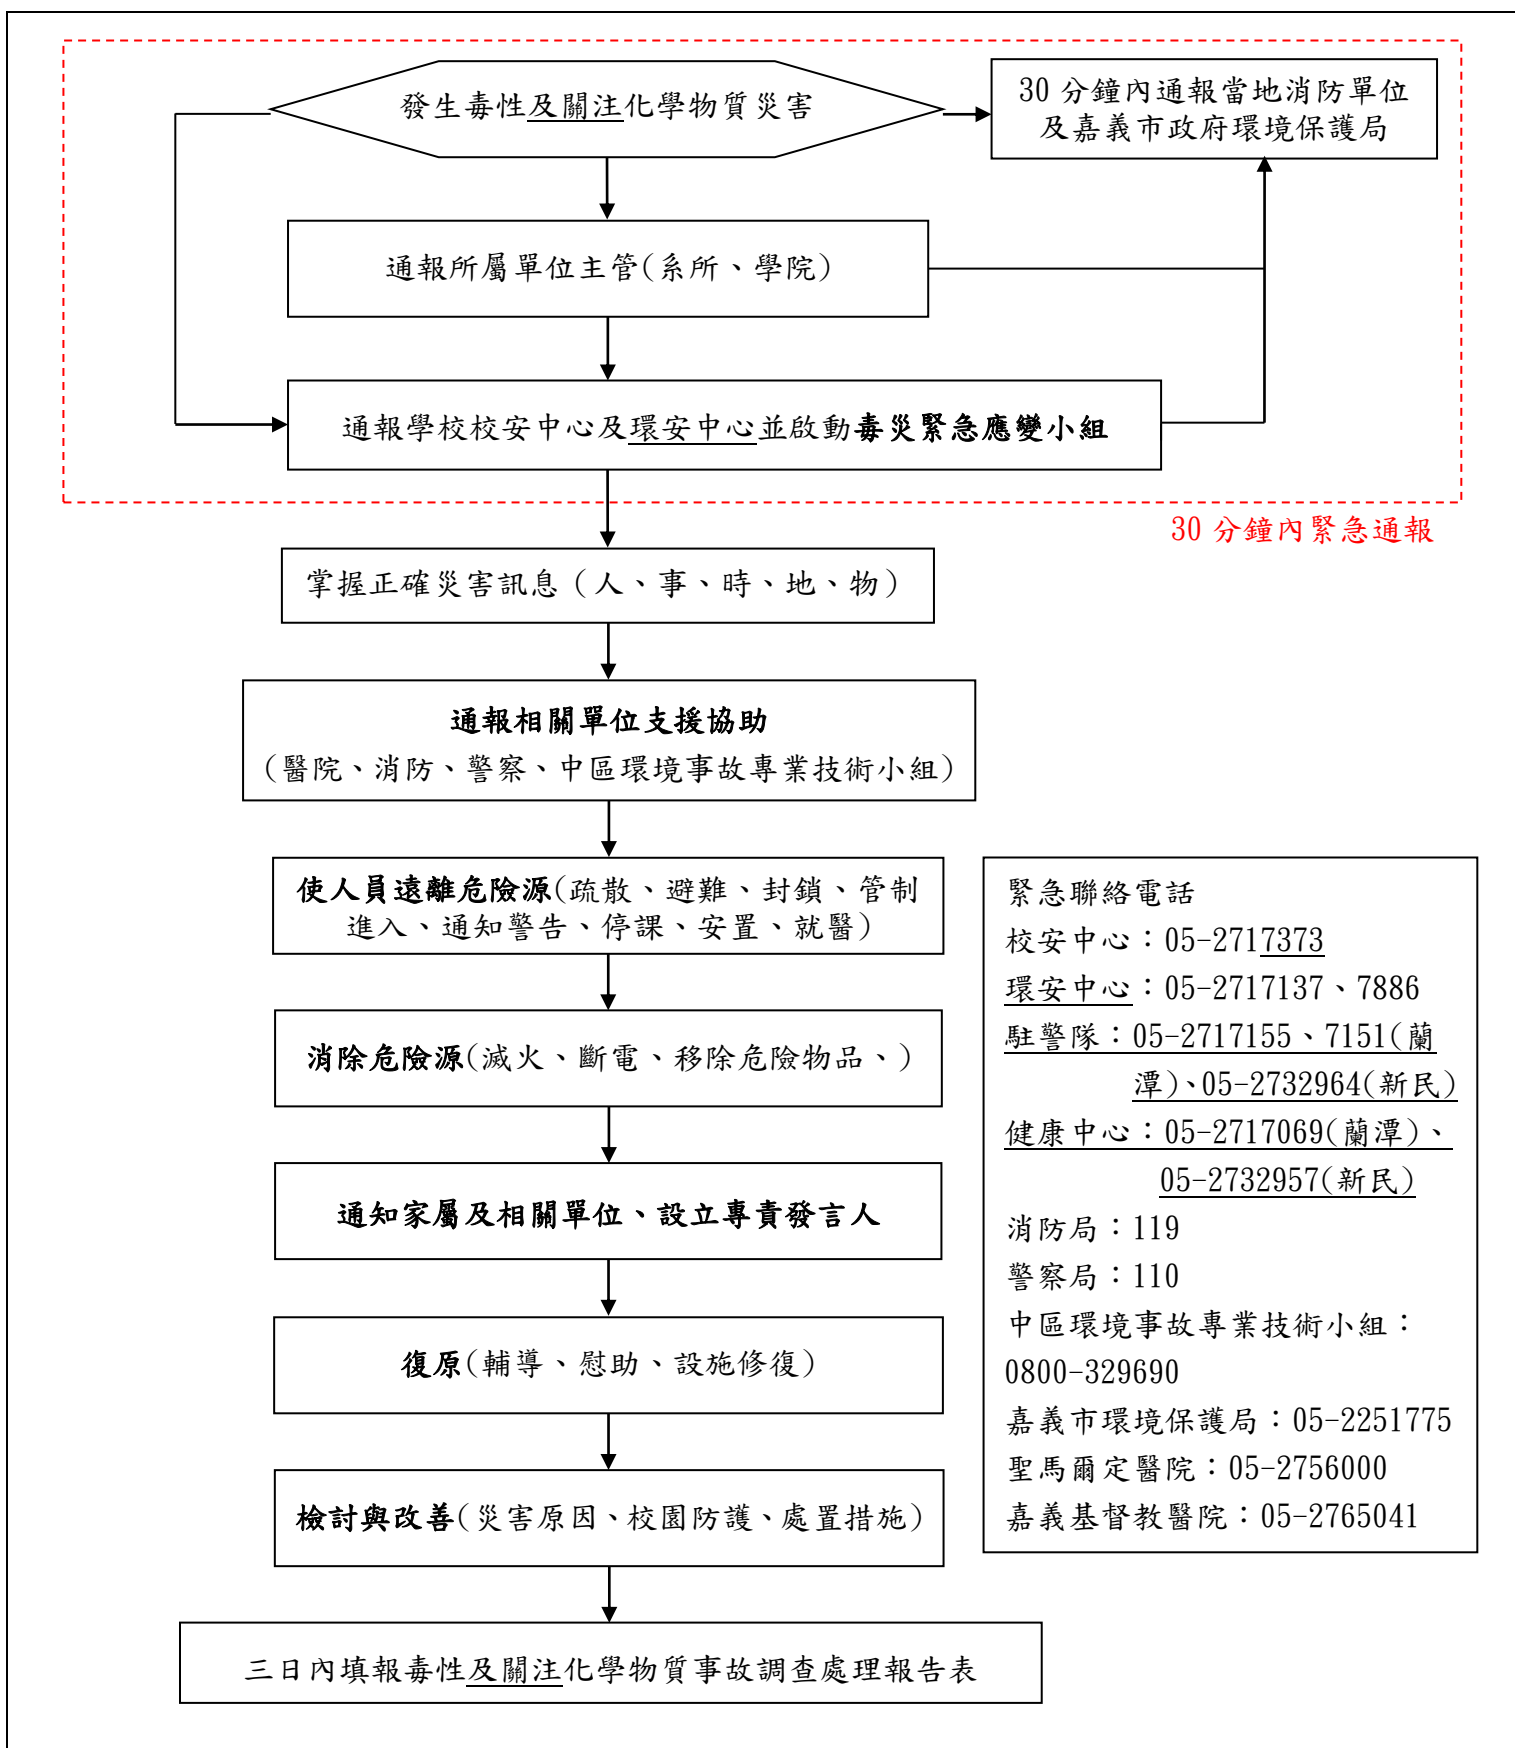 發生毒性及關注化學物質災害
30 分鐘內通報當地消防單位
及嘉義市政府環境保護局
通報所屬單位主管(系所、學院)
通報學校校安中心及環安中心並啟動毒災緊急應變小組
30 分鐘內緊急通報
掌握正確災害訊息（人、事、時、地、物）
通報相關單位支援協助
(醫院、消防、警察、中區環境事故專業技術小組)
使人員遠離危險源(疏散、避難、封鎖、管制
進入、通知警告、停課、安置、就醫)
消除危險源(滅火、斷電、移除危險物品、)
通知家屬及相關單位、設立專責發言人
復原(輔導、慰助、設施修復)
檢討與改善(災害原因、校園防護、處置措施)
三日內填報毒性及關注化學物質事故調查處理報告表
緊急聯絡電話
校安中心：05-2717373
環安中心：05-2717137、7886
駐警隊：05-2717155、7151(蘭
潭)、05-2732964(新民)
健康中心：05-2717069(蘭潭)、
05-2732957(新民)
消防局：119
警察局：110
中區環境事故專業技術小組：
0800-329690
嘉義市環境保護局：05-2251775
聖馬爾定醫院：05-2756000
嘉義基督教醫院：05-2765041